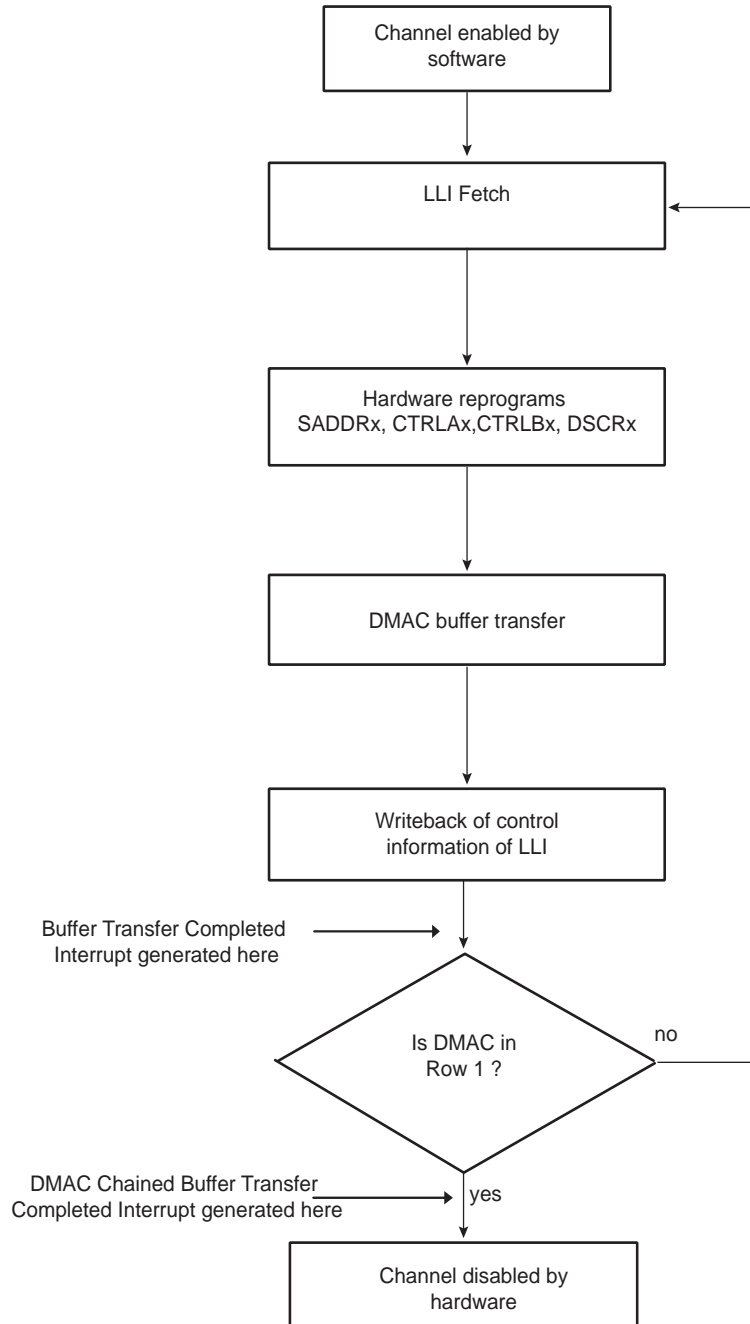 Channel enabled by
software
LLI Fetch
Hardware reprograms
SADDRx, CTRLAx,CTRLBx, DSCRx
DMAC buffer transfer
Writeback of control
information of LLI
Buffer Transfer Completed
Interrupt generated here
Is DMAC in
Row 1 ?
no
DMAC Chained Buffer Transfer
Completed Interrupt generated here
yes
Channel disabled by
hardware